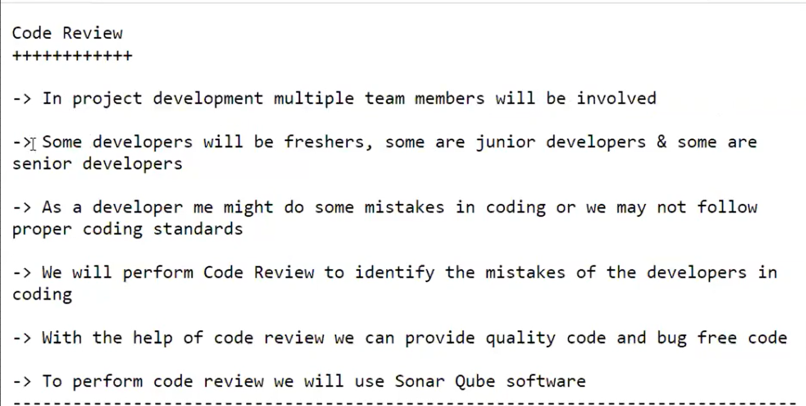 Code Review
++++++++++++
-> In project development multiple team members will be involved
-> Some developers will be freshers, some are junior developers & some are
senior developers
-> As a developer me might do some mistakes in coding or we may not follow
proper coding standards
-> We will perform Code Review to identify the mistakes of the developers in
coding
-> With the help of code review we can provide quality code and bug free code
-> To perform code review we will use Sonar Qube software
------------------------------------------------------------------------------